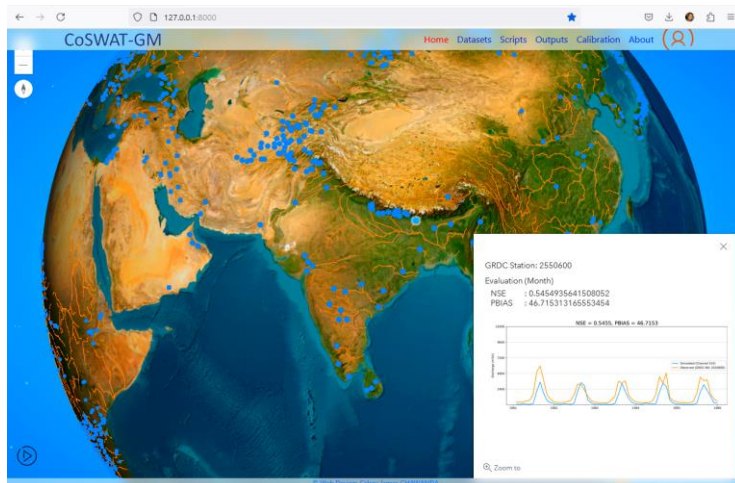 127.0.0.1:8000
CoSWAT-GM
Home Datasets Scripts Outputs Calibration About
GRDC Station: 2550600
Evaluation (Month)
NSE : 0.5454935641508052
PBIAS : 46.715313165553454
NSE = 0.5455, PBIAS = 46.7153
Zoom to